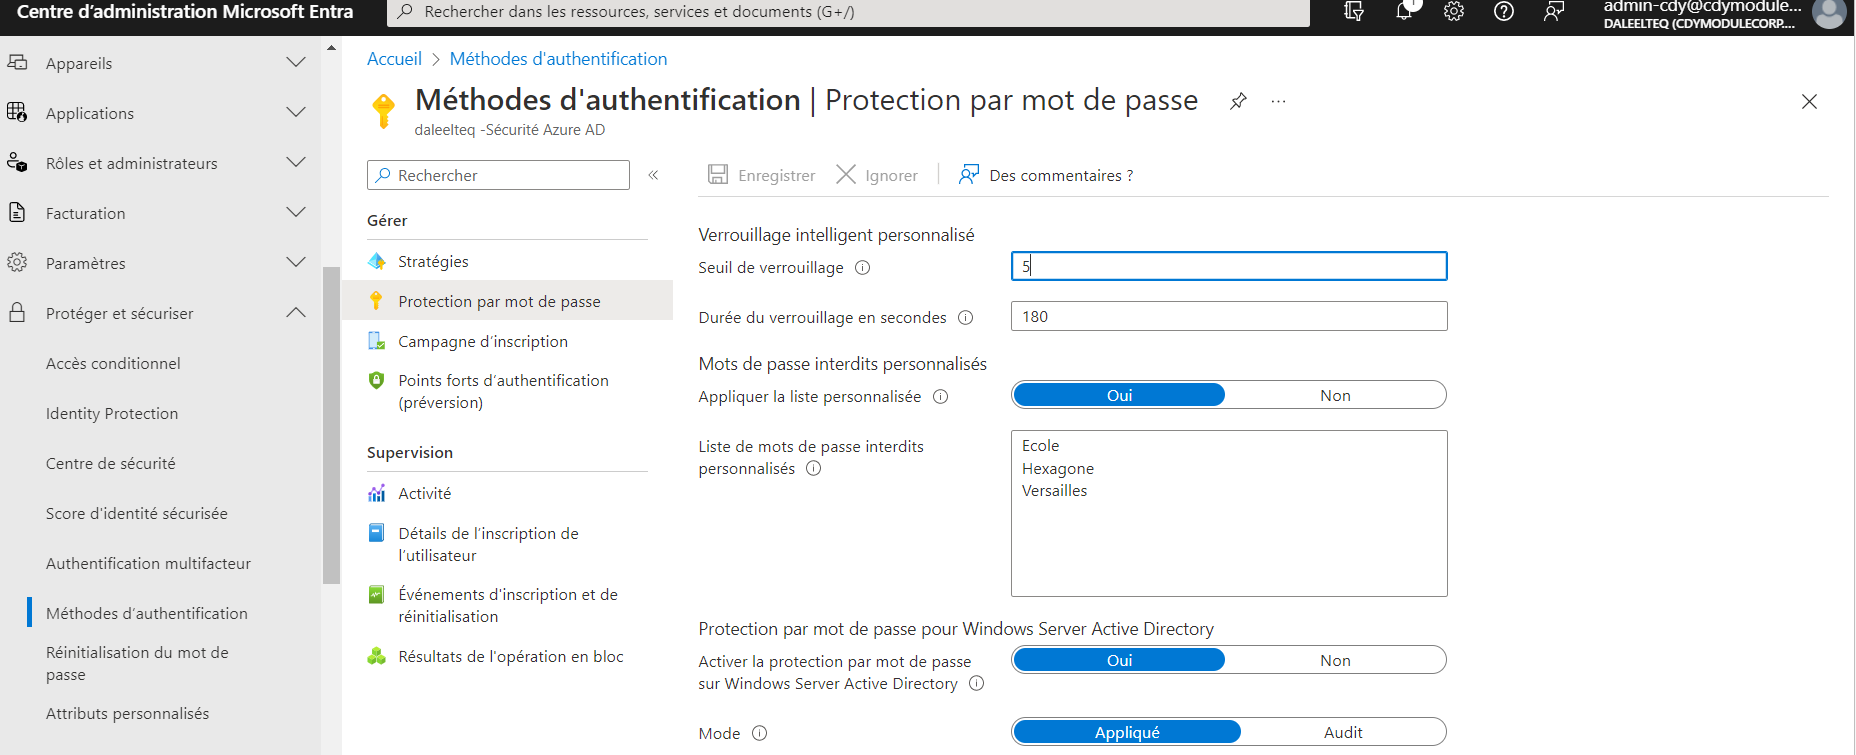 Centre d'administration Microsoft Entra
Rechercher dans les ressources, services et documents (G+/)
1
admin-cdy@cdymodule...
DALEELTEQ (CDYMODULECORP....
Appareils
Applications
Rôles et administrateurs
Facturation
Paramètres
Protéger et sécuriser
Accès conditionnel
Identity Protection
Centre de sécurité
Score d'identité sécurisée
Authentification multifacteur
Méthodes d'authentification
Réinitialisation du mot de
passe
Attributs personnalisés
Accueil > Méthodes d'authentification
Méthodes d'authentification | Protection par mot de passe
daleelteq -Sécurité Azure AD
Rechercher
Gérer
Stratégies
Protection par mot de passe
Campagne d'inscription
Points forts d'authentification
(préversion)
Supervision
Activité
Détails de l'inscription de
l'utilisateur
Événements d'inscription et de
réinitialisation
Résultats de l'opération en bloc
Enregistrer
Ignorer
Des commentaires ?
Verrouillage intelligent personnalisé
Seuil de verrouillage
5
Durée du verrouillage en secondes
180
Mots de passe interdits personnalisés
Appliquer la liste personnalisée
Oui
Non
Liste de mots de passe interdits
personnalisés
Ecole
Hexagone
Versailles
Protection par mot de passe pour Windows Server Active Directory
Activer la protection par mot de passe
sur Windows Server Active Directory
Oui
Non
Mode
Appliqué
Audit